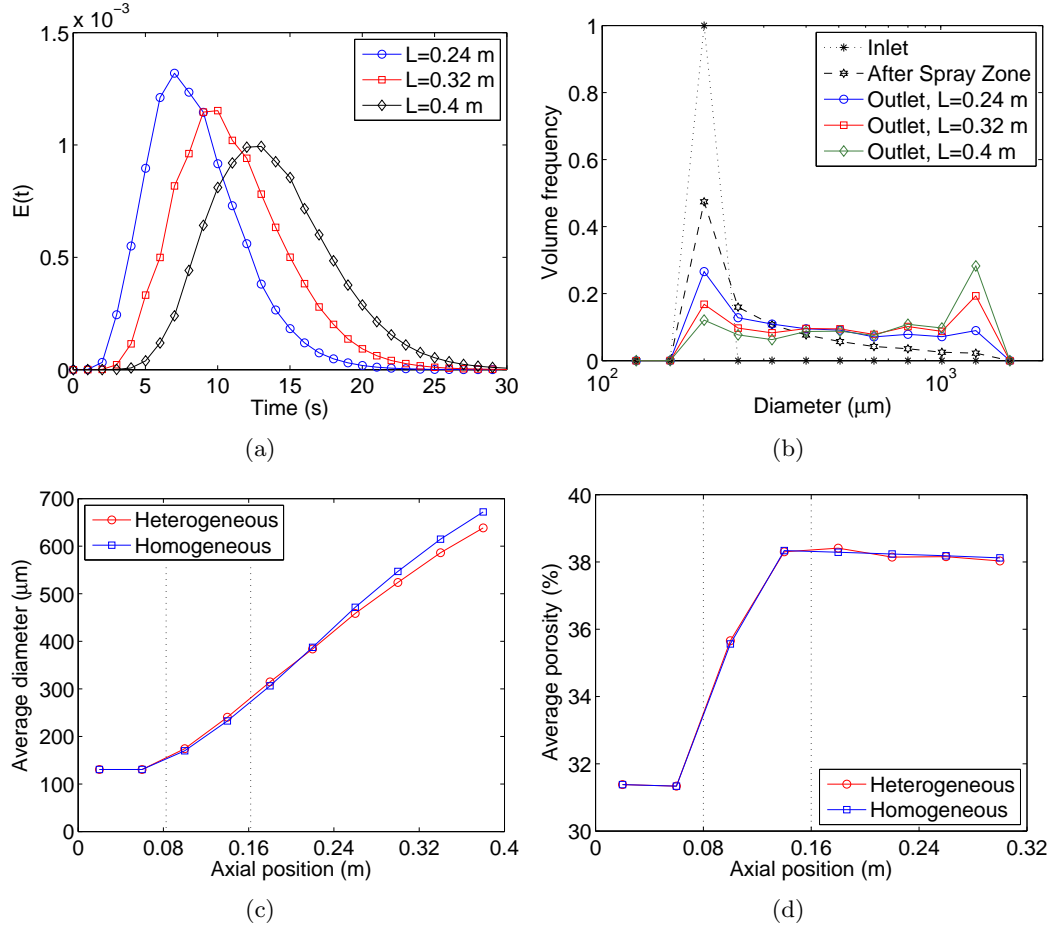 x 10⁻³
1.5
1
0.5
0
E(t)
L=0.24 m
L=0.32 m
L=0.4 m
0 5 10 15 20 25 30
Time (s)
(a)
1
0.8
0.6
0.4
0.2
0
Volume frequency
Inlet
After Spray Zone
Outlet, L=0.24 m
Outlet, L=0.32 m
Outlet, L=0.4 m
10² 10³
Diameter (μm)
(b)
700
600
500
400
300
200
100
0
Average diameter (μm)
Heterogeneous
Homogeneous
0 0.08 0.16 0.24 0.32 0.4
Axial position (m)
(c)
40
38
36
34
32
30
Average porosity (%)
Heterogeneous
Homogeneous
0 0.08 0.16 0.24 0.32
Axial position (m)
(d)